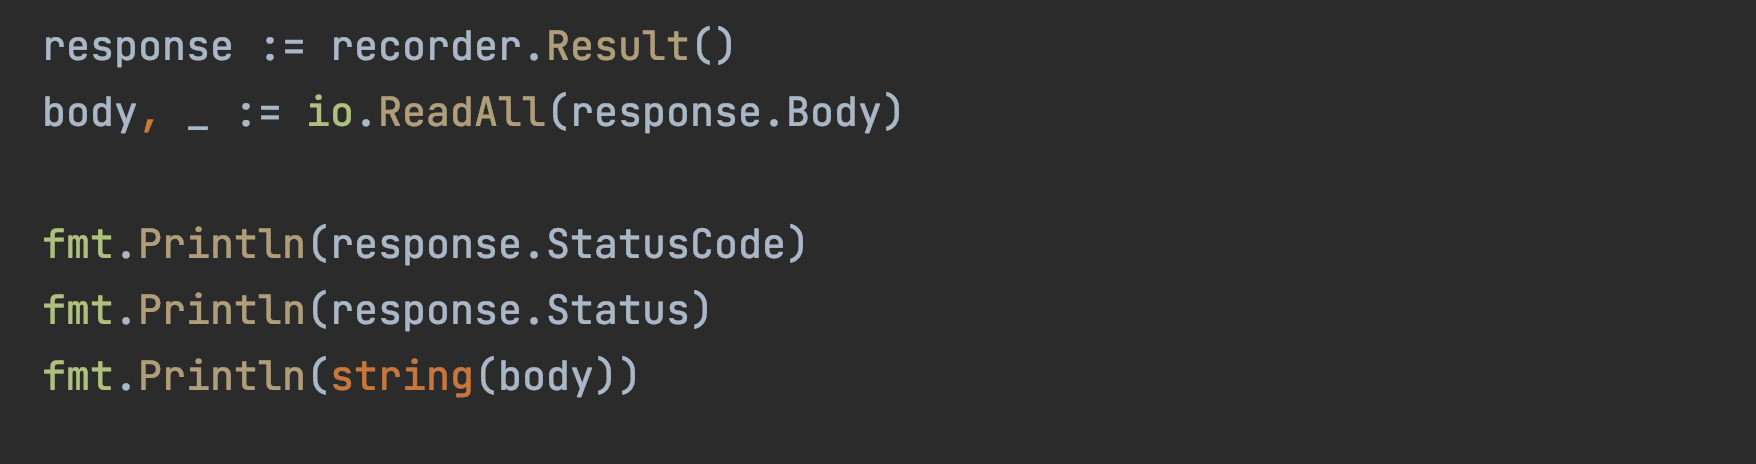 response := recorder.Result()
body, _ := io.ReadAll(response.Body)
fmt.Println(response.StatusCode)
fmt.Println(response.Status)
fmt.Println(string(body))